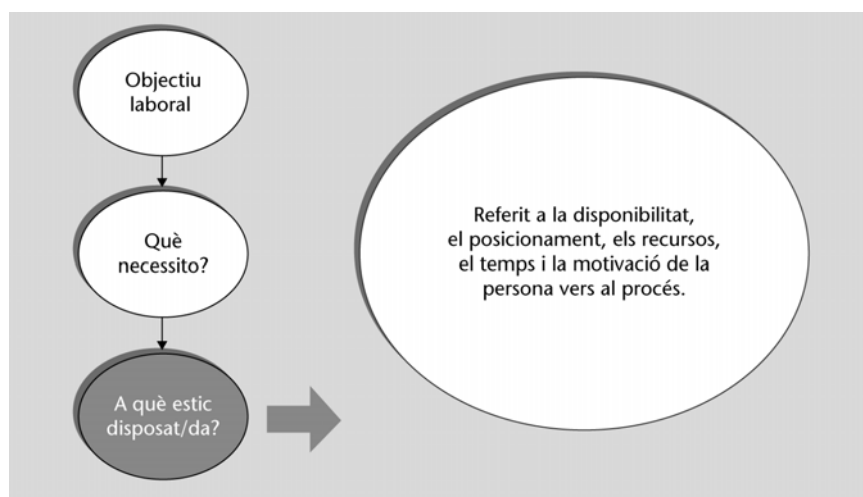 Objectiu
laboral
Què
necessito?
A què estic
disposat/da?
Referit a la disponibilitat,
el posicionament, els recursos,
el temps i la motivació de la
persona vers al procés.